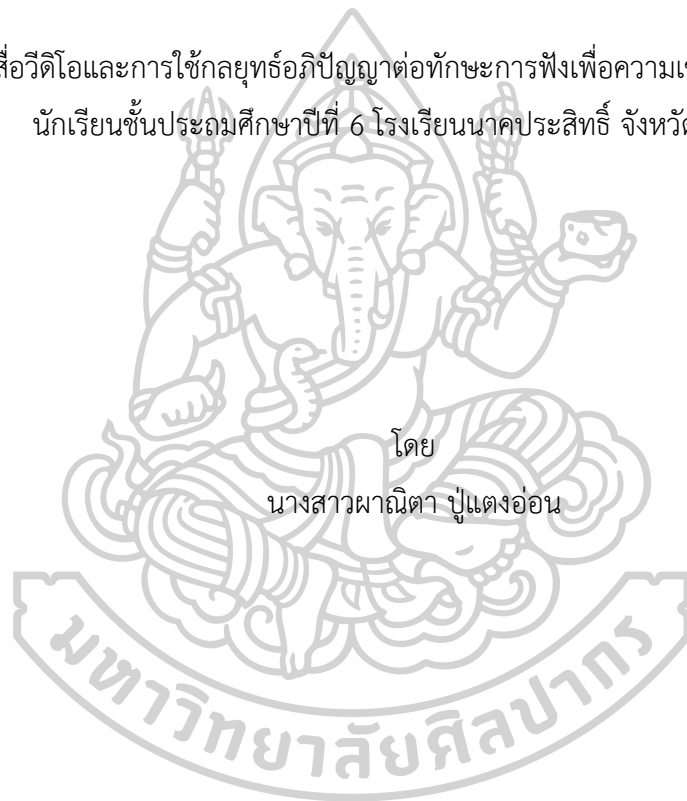 สื่อวีดิโอและการใช้กลยุทธ์อภิปัญญาต่อทักษะการฟังเพื่อความเข
นักเรียนชั้นประถมศึกษาปีที่ 6 โรงเรียนนาคประสิทธิ์ จังหวัด
โดย
นางสาวผาณิตา ปู่แตงอ่อน
มหาวิทยาลัยศิลปากร